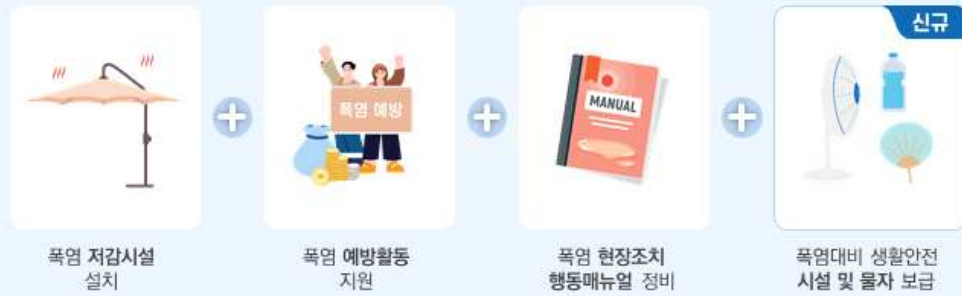 신규
폭염 예방
MANUAL
폭염 저감시설
설치
폭염 예방활동
지원
폭염 현장조치
행동매뉴얼 정비
폭염대비 생활안전
시설 및 물자 보급